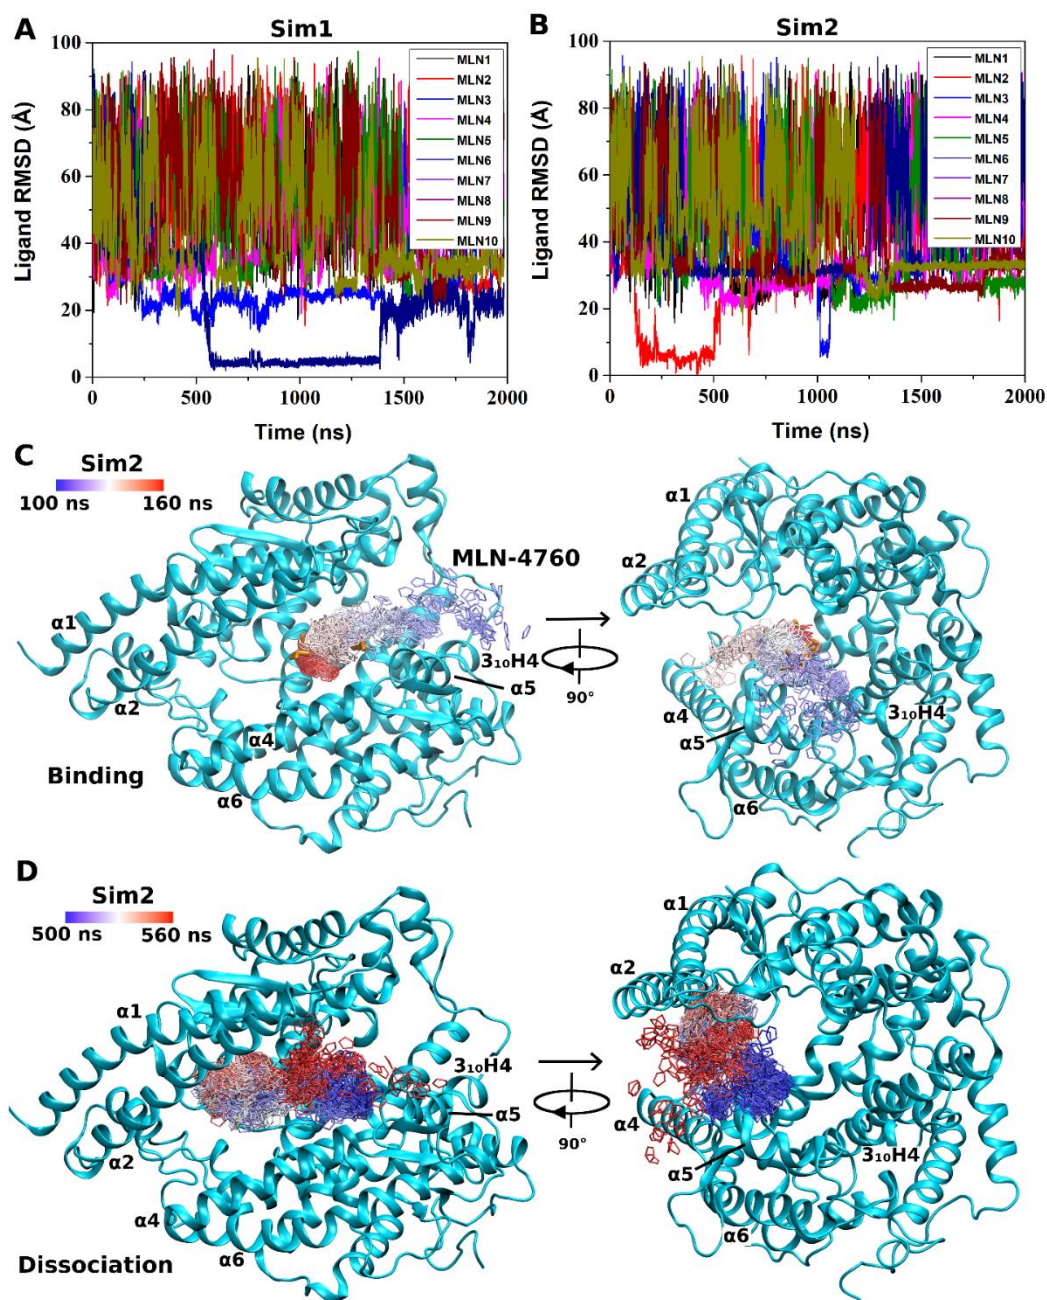 A
Sim1
Ligand RMSD (Å)
100
80
60
40
20
0
0
500
1000
1500
2000
Time (ns)
MLN1
MLN2
MLN3
MLN4
MLN5
MLN6
MLN7
MLN8
MLN9
MLN10
B
Sim2
Ligand RMSD (Å)
100
80
60
40
20
0
0
500
1000
1500
2000
Time (ns)
MLN1
MLN2
MLN3
MLN4
MLN5
MLN6
MLN7
MLN8
MLN9
MLN10
C
Sim2
100 ns 160 ns
MLN-4760
α1
α2
3₁₀H4
α5
α4
α6
Binding
90°
α1
α2
α4
α5
3₁₀H4
α6
D
Sim2
500 ns 560 ns
α1
3₁₀H4
α5
α2
α4
α6
Dissociation
90°
α1
α2
α4
α5
3₁₀H4
α6